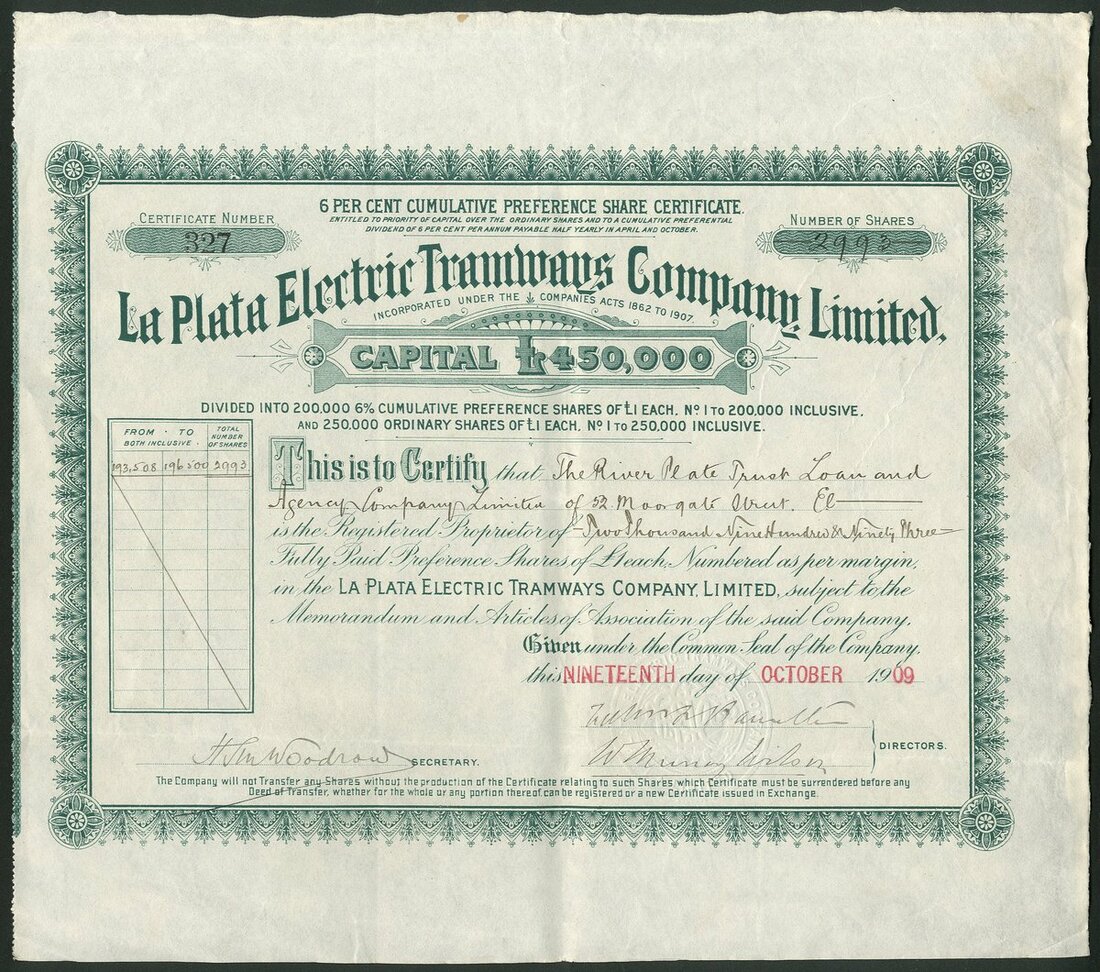 6 PER CENT CUMULATIVE PREFERENCE SHARE CERTIFICATE.
ENTITLED TO PRIORITY OF CAPITAL OVER THE ORDINARY SHARES AND TO A CUMULATIVE PREFERENTIAL
DIVIDEND OF 6 PER CENT PER ANNUM PAYABLE HALF YEARLY IN APRIL AND OCTOBER.
CERTIFICATE NUMBER
327
NUMBER OF SHARES
2993
La Plata Electric Tramways Company, Limited.
INCORPORATED UNDER THE COMPANIES ACTS 1862 TO 1907.
CAPITAL £450,000
DIVIDED INTO 200,000 6% CUMULATIVE PREFERENCE SHARES OF £1 EACH, Nº 1 TO 200,000 INCLUSIVE.
AND 250,000 ORDINARY SHARES OF £1 EACH, Nº 1 TO 250,000 INCLUSIVE.
FROM · TO
BOTH INCLUSIVE.
TOTAL
NUMBER
OF SHARES
193,508 196 500 2993
This is to Certify that The River Plate Trust Loan and
Agency Company Limited of 52 Moorgate Street. EC
is the Registered Proprietor of Two Thousand Nine Hundred & Ninety Three
Fully Paid Preference Shares of £1 each, Numbered as per margin,
in the LA PLATA ELECTRIC TRAMWAYS COMPANY, LIMITED, subject to the
Memorandum and Articles of Association of the said Company.
Given under the Common Seal of the Company.
this NINETEENTH day of OCTOBER 1909
W Murray Wilson
DIRECTORS.
Woodrow SECRETARY.
The Company will not Transfer any Shares without the production of the Certificate relating to such Shares which Certificate must be surrendered before any
Deed of Transfer, whether for the whole or any portion thereof, can be registered or a new Certificate issued in Exchange.